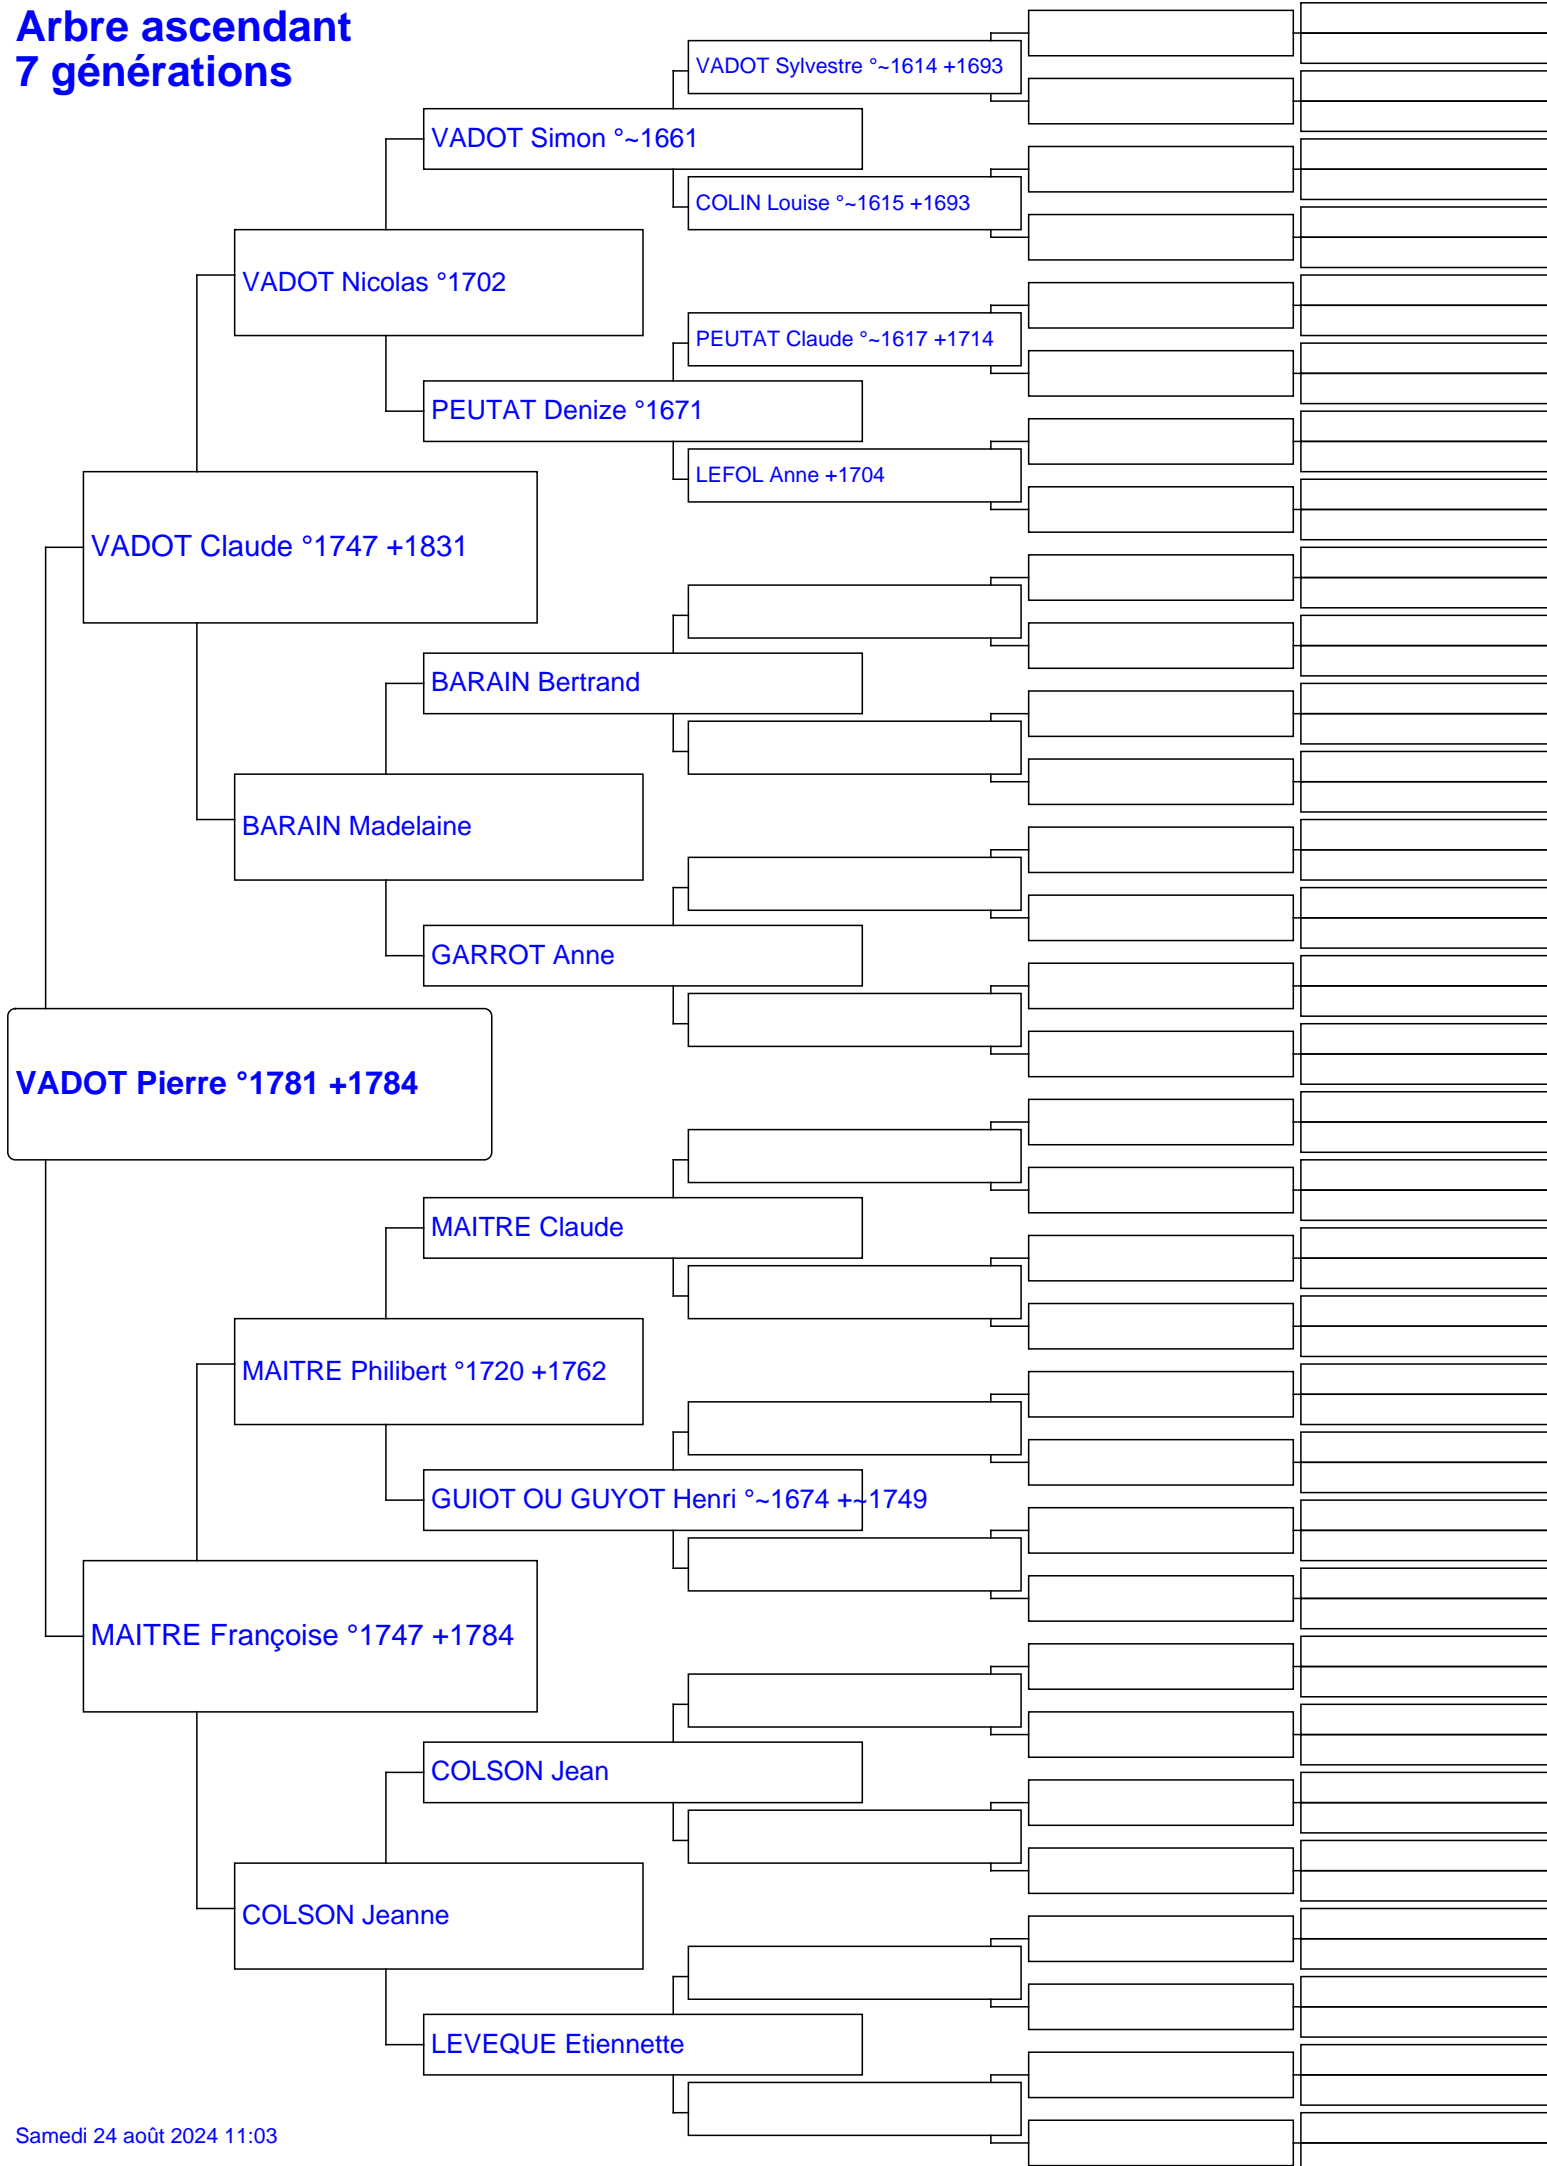 Arbre ascendant
7 générations
VADOT Sylvestre °~1614 +1693
VADOT Simon °~1661
COLIN Louise °~1615 +1693
VADOT Nicolas °1702
PEUTAT Claude °~1617 +1714
PEUTAT Denize °1671
LEFOL Anne +1704
VADOT Claude °1747 +1831
BARAIN Bertrand
BARAIN Madelaine
GARROT Anne
VADOT Pierre °1781 +1784
MAITRE Claude
MAITRE Philibert °1720 +1762
GUIOT OU GUYOT Henri °~1674 +~1749
MAITRE Françoise °1747 +1784
COLSON Jean
COLSON Jeanne
LEVEQUE Etiennette
Samedi 24 août 2024 11:03